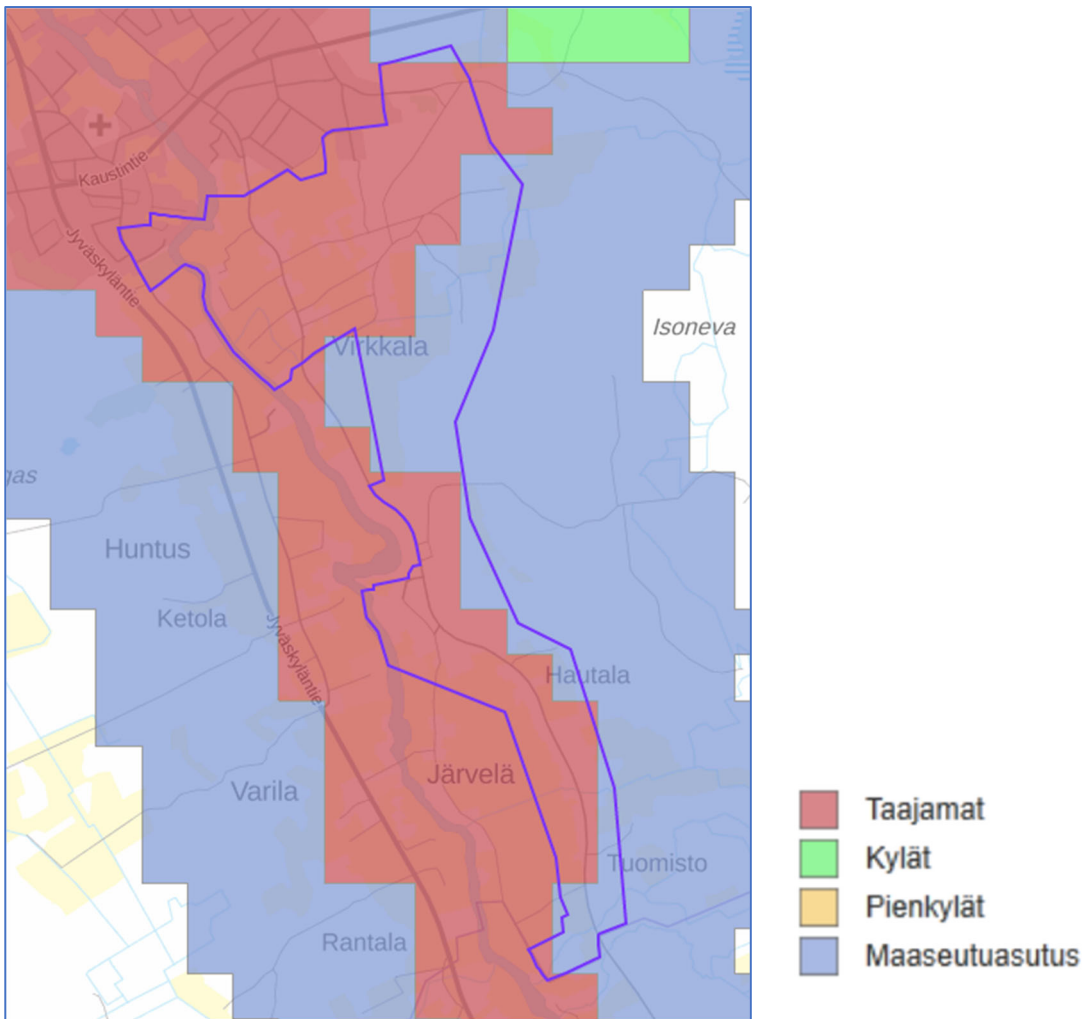 Kaustintie
Jyväskyläntie
Isoneva
Virkkala
gas
Huntus
Ketola
Jyväskyläntie
Hautala
Järvelä
Varila
Tuomisto
Rantala
Taajamat
Kylät
Pienkylät
Maaseutuasutus